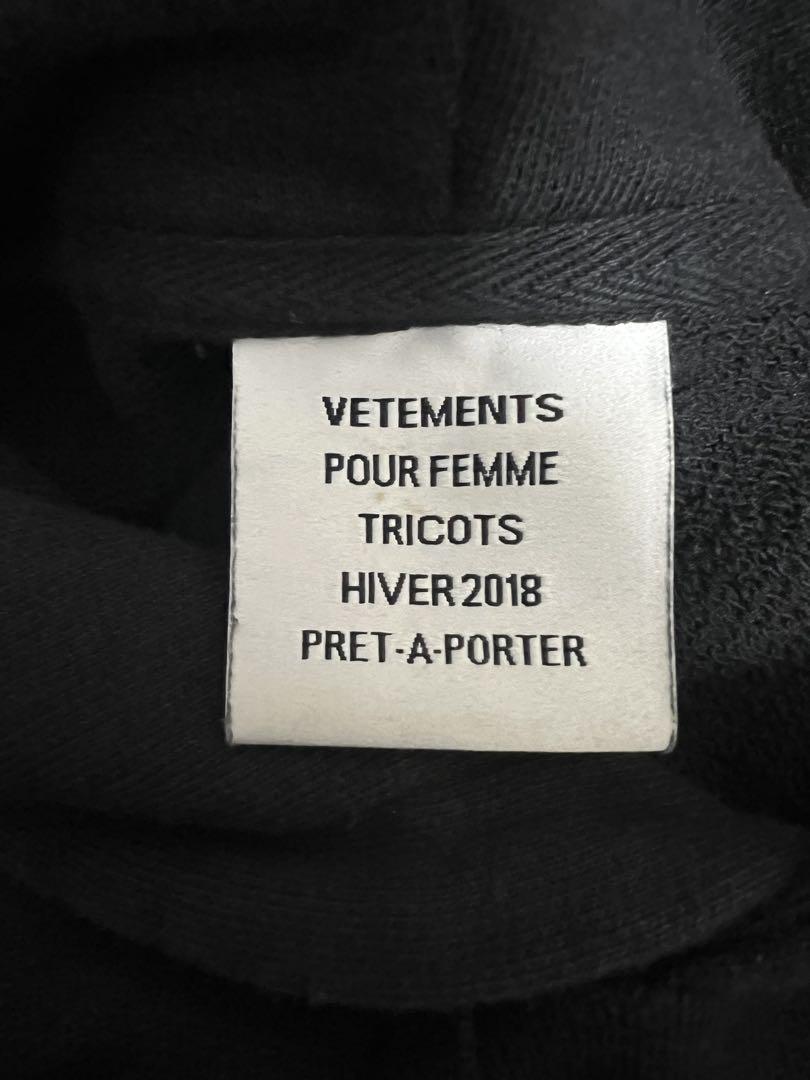 VETEMENTS
POUR FEMME
TRICOTS
HIVER 2018
PRET-A-PORTER